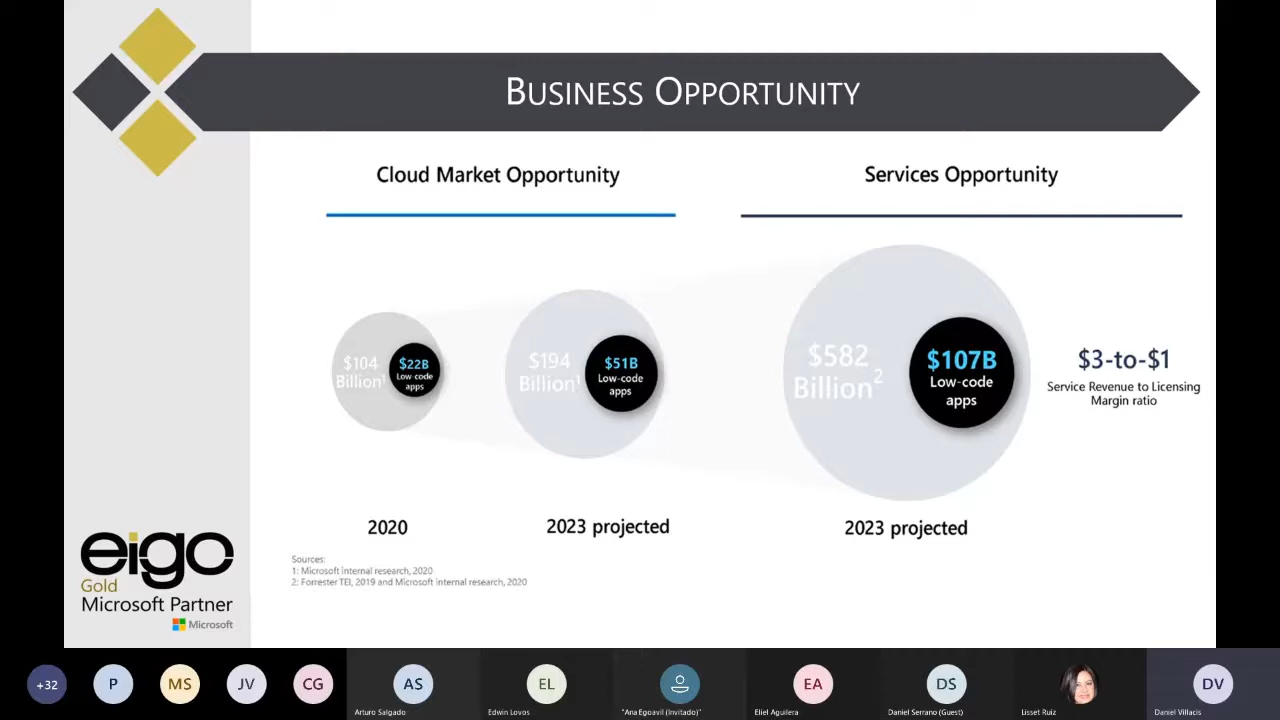 BUSINESS OPPORTUNITY
Cloud Market Opportunity
Services Opportunity
$104
Billion¹
$22B
Low-code
apps
$194
Billion¹
$51B
Low-code
apps
$582
Billion²
$107B
Low-code
apps
$3-to-$1
Service Revenue to Licensing
Margin ratio
2020
2023 projected
2023 projected
Sources:
1: Microsoft internal research, 2020
2: Forrester TEI, 2019 and Microsoft internal research, 2020
eigo
Gold
Microsoft Partner
Microsoft
+32
P
MS
JV
CG
AS
Arturo Salgado
EL
Edwin Lovos
"Ana Egoavil (Invitado)"
EA
Eliel Aguilera
DS
Daniel Serrano (Guest)
Lisset Ruiz
DV
Daniel Villacis